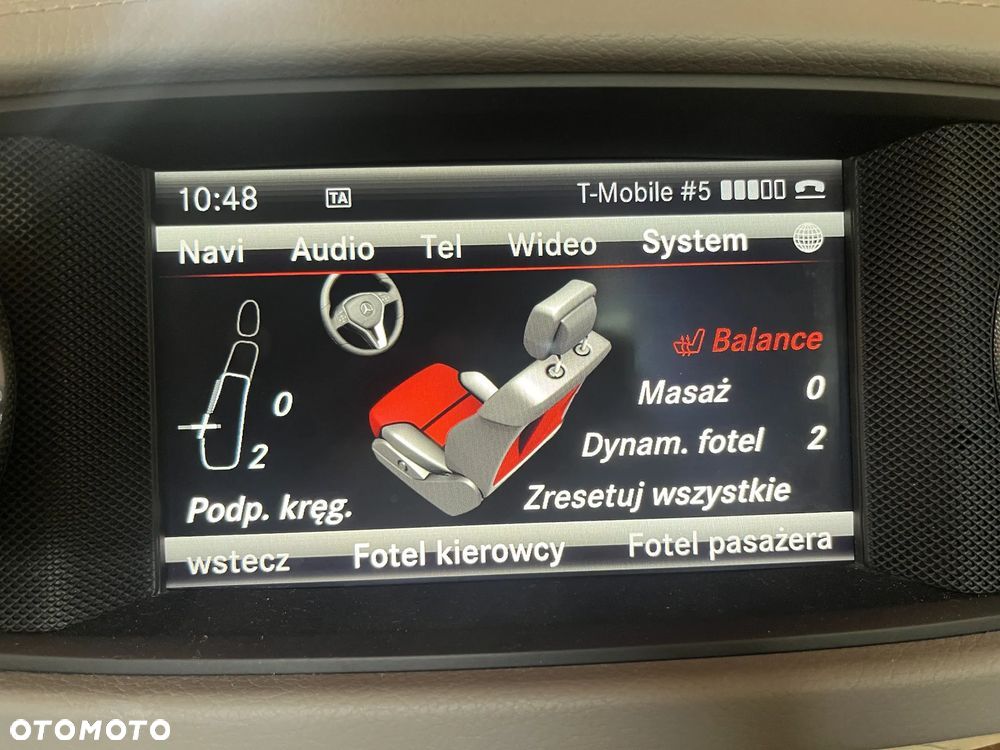 10:48 TA T-Mobile #5
Navi Audio Tel Wideo System
Balance
Masaż 0
Dynam. fotel 2
Zresetuj wszystkie
0
2
Podp. kręg.
wstecz Fotel kierowcy Fotel pasażera
OTOMOTO